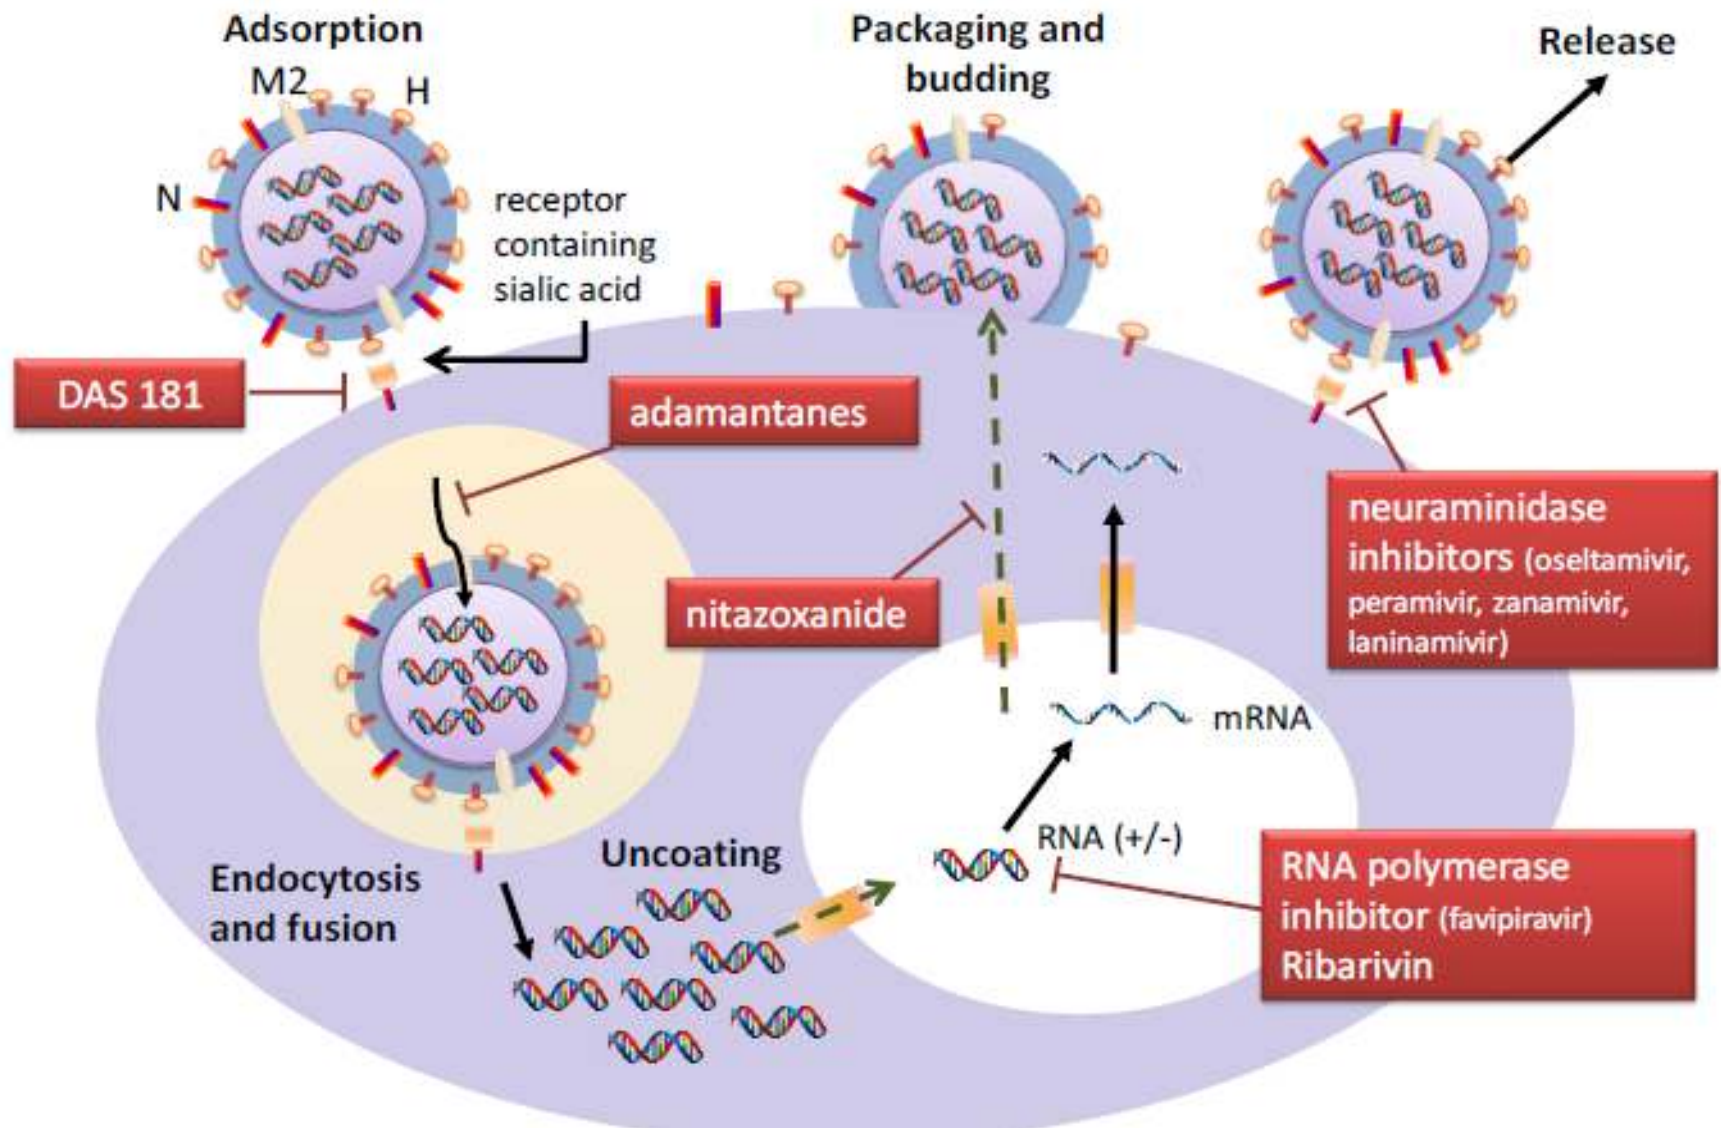 Adsorption
M2
H
N
receptor
containing
sialic acid
Packaging and
budding
Release
DAS 181
adamantanes
nitazoxanide
neuraminidase
inhibitors (oseltamivir,
peramivir, zanamivir,
laninamivir)
mRNA
RNA (+/-)
Uncoating
Endocytosis
and fusion
RNA polymerase
inhibitor (favipiravir)
Ribarivin